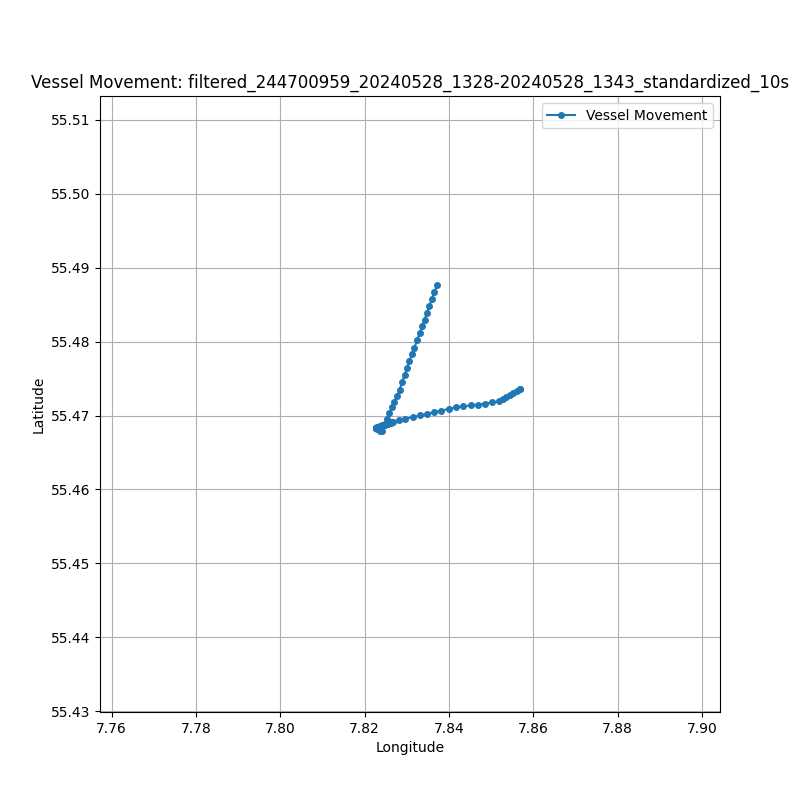 Vessel Movement: filtered_244700959_20240528_1328-20240528_1343_standardized_10s
Vessel Movement
55.51
55.50
55.49
55.48
55.47
55.46
55.45
55.44
55.43
Latitude
7.76 7.78 7.80 7.82 7.84 7.86 7.88 7.90
Longitude